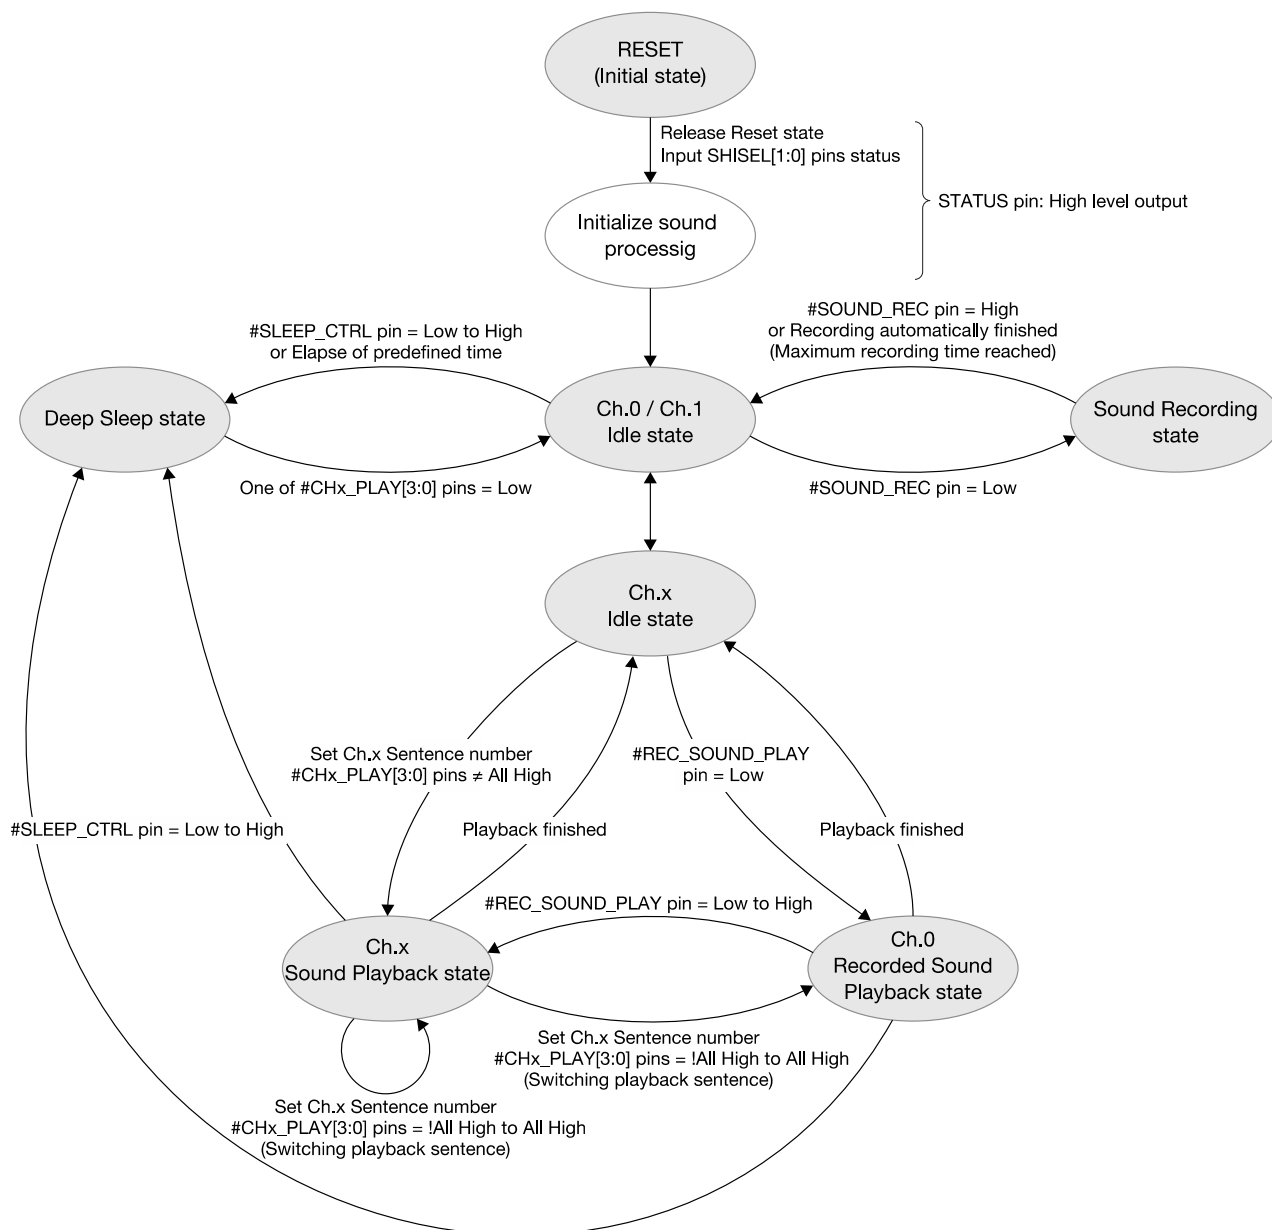 RESET
(Initial state)
Release Reset state
Input SHISEL[1:0] pins status
STATUS pin: High level output
Initialize sound
processig
#SLEEP_CTRL pin = Low to High
or Elapse of predefined time
#SOUND_REC pin = High
or Recording automatically finished
(Maximum recording time reached)
Deep Sleep state
Ch.0 / Ch.1
Idle state
Sound Recording
state
One of #CHx_PLAY[3:0] pins = Low
#SOUND_REC pin = Low
Ch.x
Idle state
Set Ch.x Sentence number
#CHx_PLAY[3:0] pins ≠ All High
#REC_SOUND_PLAY
pin = Low
#SLEEP_CTRL pin = Low to High
Playback finished
Playback finished
#REC_SOUND_PLAY pin = Low to High
Ch.x
Sound Playback state
Ch.0
Recorded Sound
Playback state
Set Ch.x Sentence number
#CHx_PLAY[3:0] pins = !All High to All High
(Switching playback sentence)
Set Ch.x Sentence number
#CHx_PLAY[3:0] pins = !All High to All High
(Switching playback sentence)